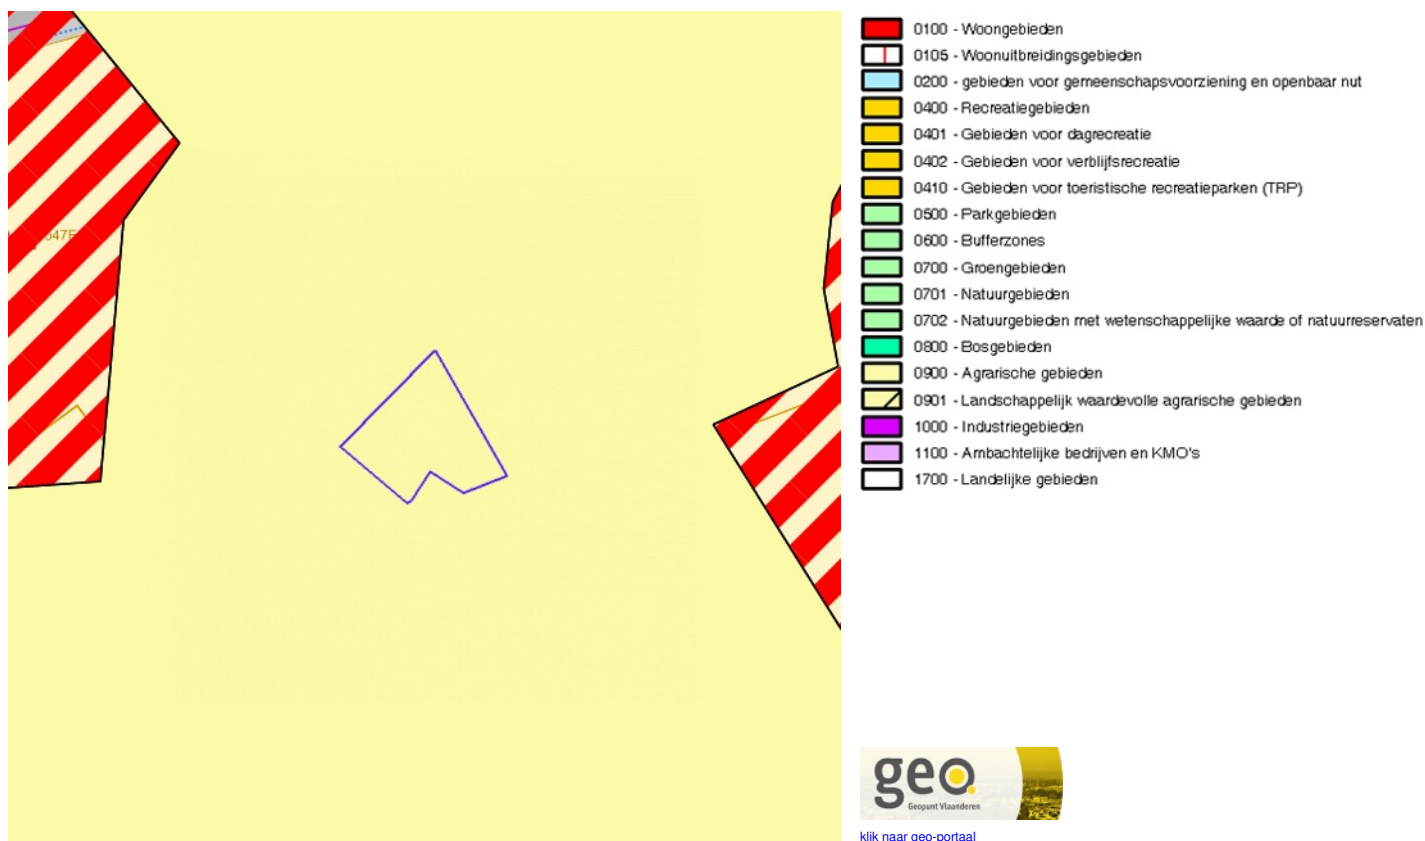 547F
0100 - Woongebieden
0105 - Woonuitbreidingsgebieden
0200 - gebieden voor gemeenschapsvoorziening en openbaar nut
0400 - Recreatiegebieden
0401 - Gebieden voor dagrecreatie
0402 - Gebieden voor verblijfsrecreatie
0410 - Gebieden voor toeristische recreatieparken (TRP)
0500 - Parkgebieden
0600 - Bufferzones
0700 - Groengebieden
0701 - Natuurgebieden
0702 - Natuurgebieden met wetenschappelijke waarde of natuurreservaten
0800 - Bosgebieden
0900 - Agrarische gebieden
0901 - Landschappelijk waardevolle agrarische gebieden
1000 - Industriegebieden
1100 - Ambachtelijke bedrijven en KMO's
1700 - Landelijke gebieden
geo
Geopunt Vlaanderen
klik naar geo-portaal